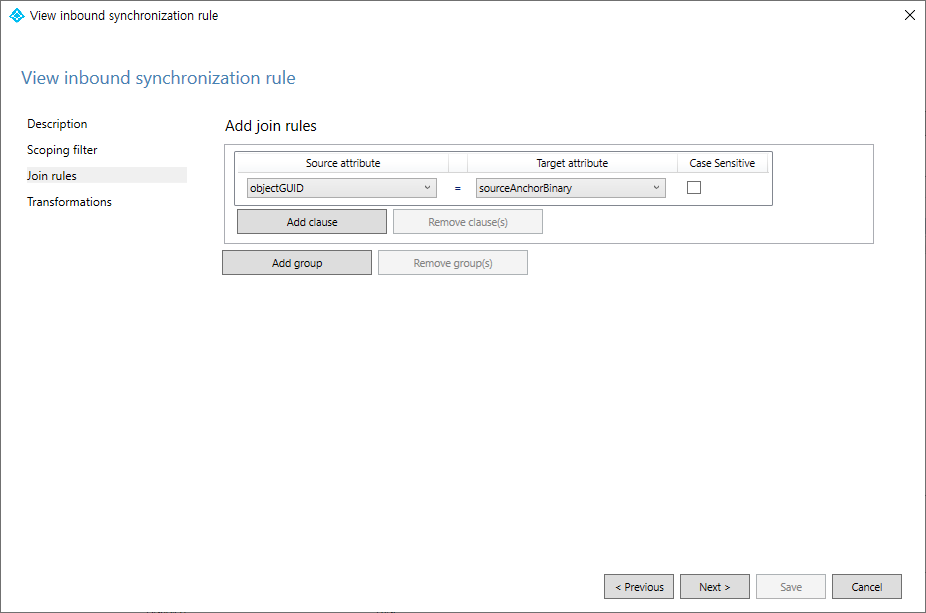 View inbound synchronization rule
View inbound synchronization rule
Description
Scoping filter
Join rules
Transformations
Add join rules
Source attribute Target attribute Case Sensitive
objectGUID = sourceAnchorBinary
Add clause Remove clause(s)
Add group Remove group(s)
< Previous Next > Save Cancel